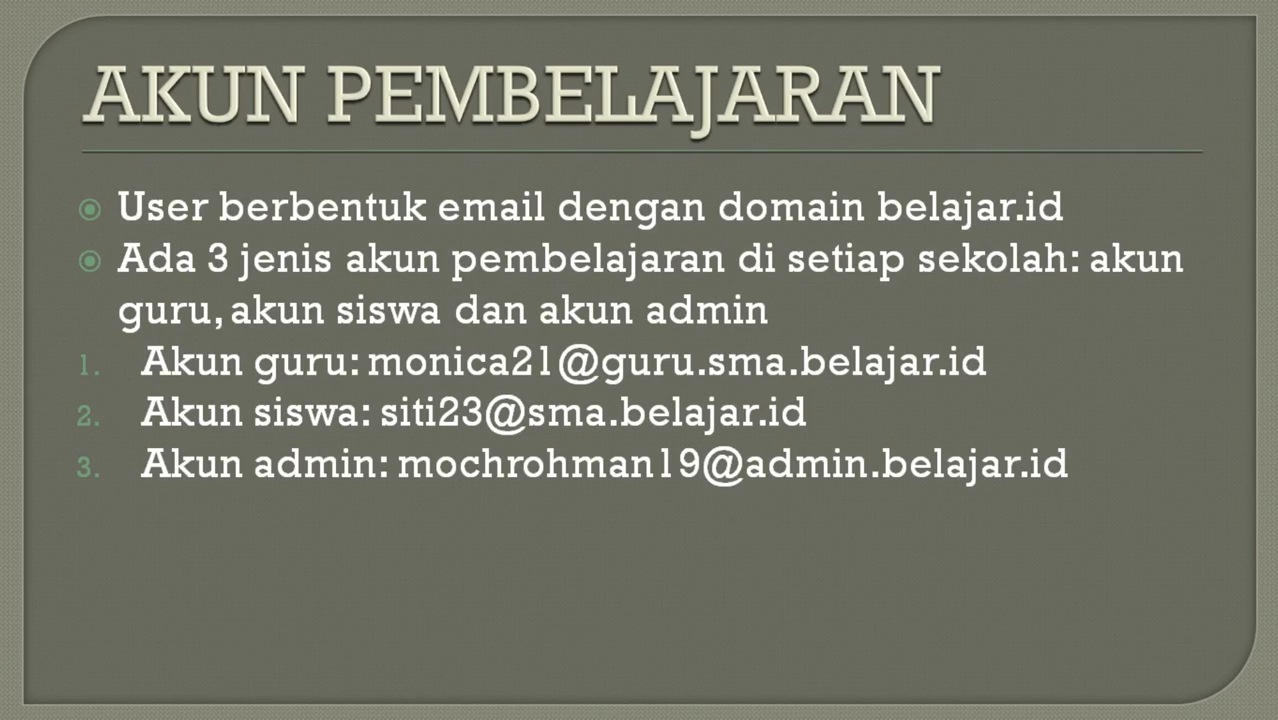 AKUN PEMBELAJARAN
User berbentuk email dengan domain belajar.id
Ada 3 jenis akun pembelajaran di setiap sekolah: akun
guru, akun siswa dan akun admin
1. Akun guru: monica21@guru.sma.belajar.id
2. Akun siswa: siti23@sma.belajar.id
3. Akun admin: mochrohman19@admin.belajar.id